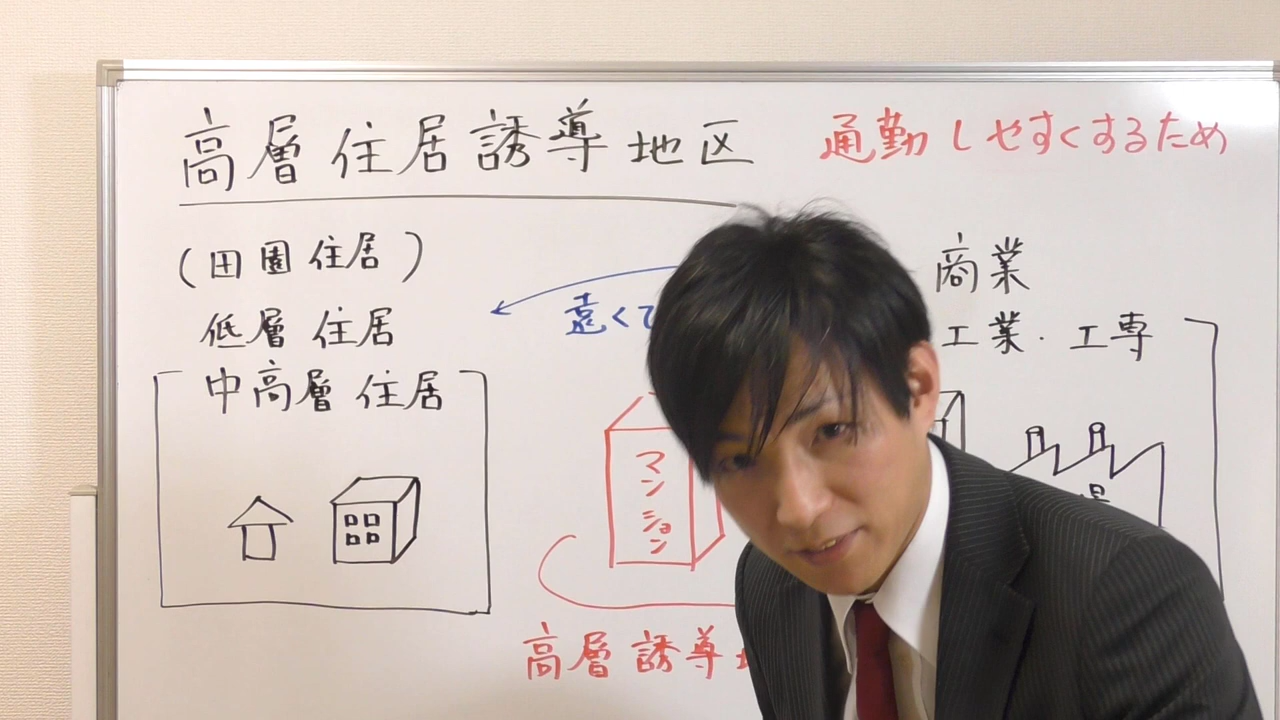 高層住居誘導地区
通勤しやすくするため
(田園住居)
低層住居
中高層住居
遠くて
商業
工業・工専
マンション
高層誘導